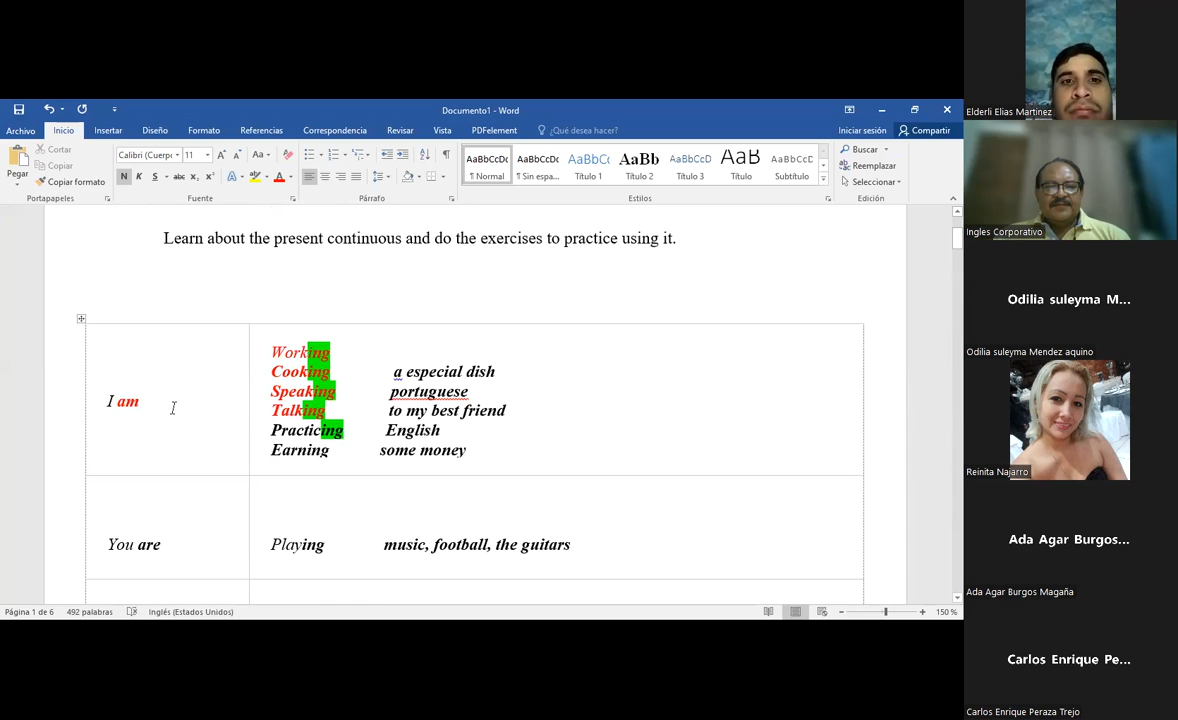 Documento1 - Word
Archivo Inicio Insertar Diseño Formato Referencias Correspondencia Revisar Vista PDFelement ¿Qué desea hacer? Iniciar sesión Compartir
Pegar
Cortar
Copiar
Copiar formato
Calibri (Cuerp 11
N K S abc x₂ x² A A
AaBbCcDc AaBbCcDc AaBbCc AaBb AaBbCcD AaB AaBbCcD
¶ Normal ¶ Sin espa... Título 1 Título 2 Título 3 Título Subtítulo
Buscar
Reemplazar
Seleccionar
Portapapeles Fuente Párrafo Estilos Edición
Learn about the present continuous and do the exercises to practice using it.
I am
Working
Cooking a especial dish
Speaking portuguese
Talking to my best friend
Practicing English
Earning some money
You are
Playing music, football, the guitars
Página 1 de 6 492 palabras Inglés (Estados Unidos) 150 %
Elderli Elias Martinez
Ingles Corporativo
Odilia suleyma M...
Odilia suleyma Mendez aquino
Reinita Najarro
Ada Agar Burgos...
Ada Agar Burgos Magaña
Carlos Enrique Pe...
Carlos Enrique Peraza Trejo